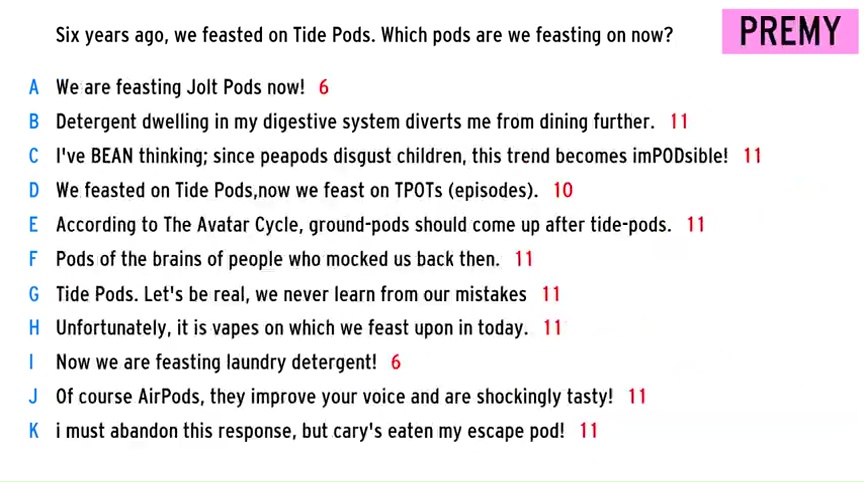 Six years ago, we feasted on Tide Pods. Which pods are we feasting on now?
PREMY
A We are feasting Jolt Pods now! 6
B Detergent dwelling in my digestive system diverts me from dining further. 11
C I've BEAN thinking; since peapods disgust children, this trend becomes imPODsible! 11
D We feasted on Tide Pods,now we feast on TPOTs (episodes). 10
E According to The Avatar Cycle, ground-pods should come up after tide-pods. 11
F Pods of the brains of people who mocked us back then. 11
G Tide Pods. Let's be real, we never learn from our mistakes 11
H Unfortunately, it is vapes on which we feast upon in today. 11
I Now we are feasting laundry detergent! 6
J Of course AirPods, they improve your voice and are shockingly tasty! 11
K i must abandon this response, but cary's eaten my escape pod! 11